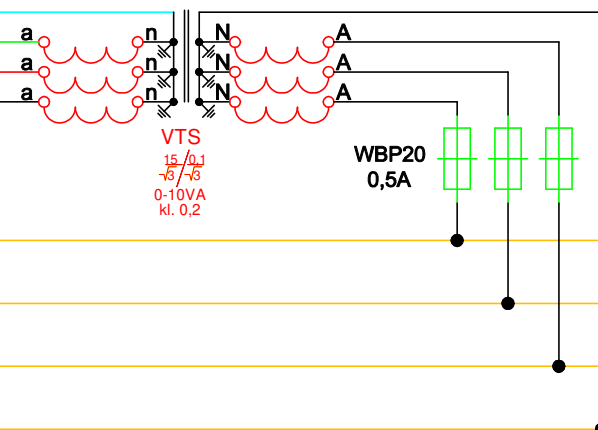 a n N A
a n N A
a n N A
VTS
15/√3 / 0,1/√3
0-10VA
kl. 0,2
WBP20
0,5A